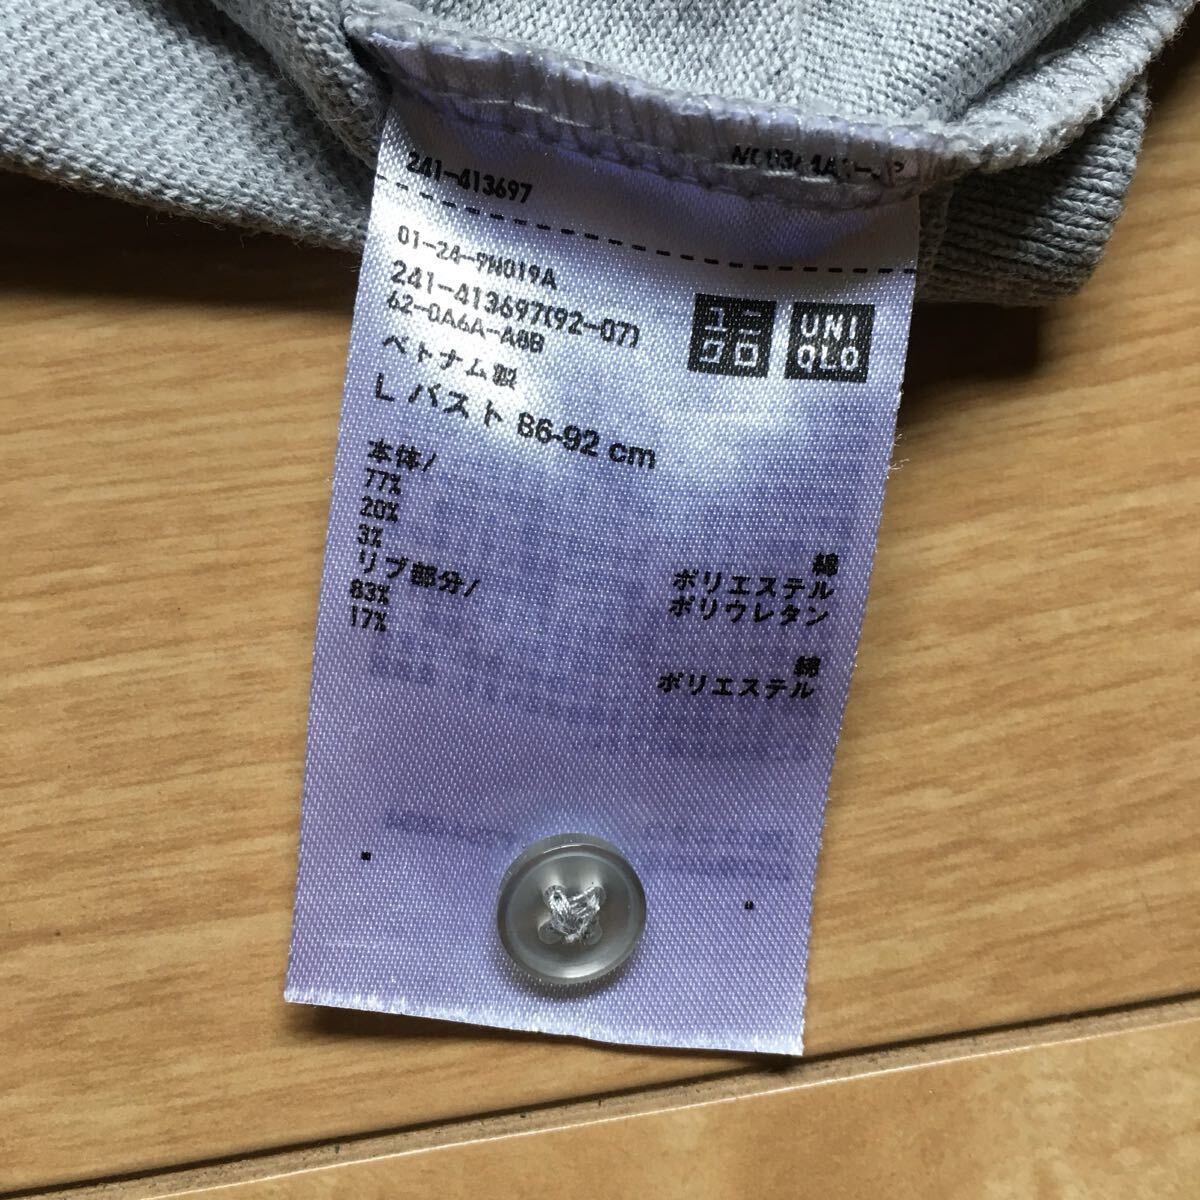 241-413697
01-24-9N019A
241-413697(92-07)
62-0A6A-A8B
ユニ
クロ
UNI
QLO
ベトナム製
L バスト 86-92 cm
本体/
77% 綿
20% ポリエステル
3% ポリウレタン
リブ部分/
83% 綿
17% ポリエステル